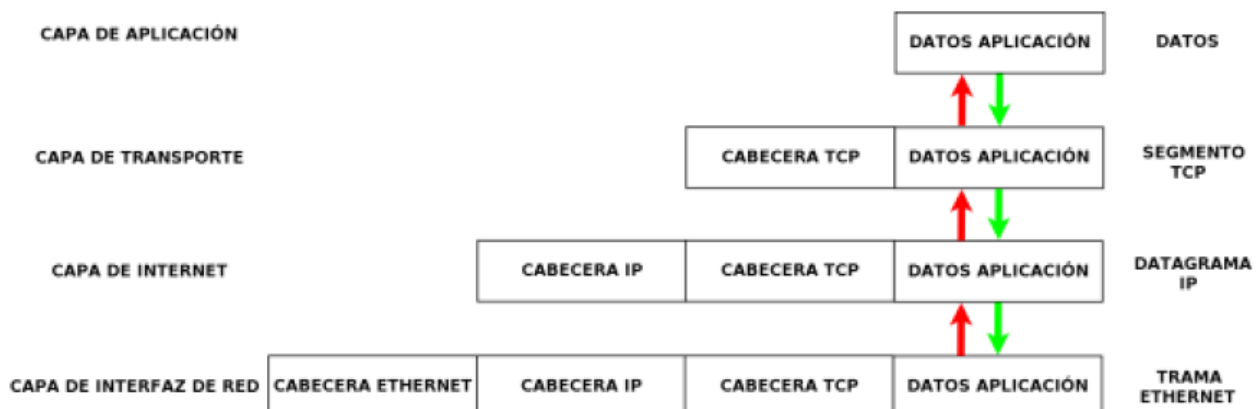 CAPA DE APLICACIÓN
DATOS APLICACIÓN
DATOS
CAPA DE TRANSPORTE
CABECERA TCP
DATOS APLICACIÓN
SEGMENTO
TCP
CAPA DE INTERNET
CABECERA IP
CABECERA TCP
DATOS APLICACIÓN
DATAGRAMA
IP
CAPA DE INTERFAZ DE RED
CABECERA ETHERNET
CABECERA IP
CABECERA TCP
DATOS APLICACIÓN
TRAMA
ETHERNET